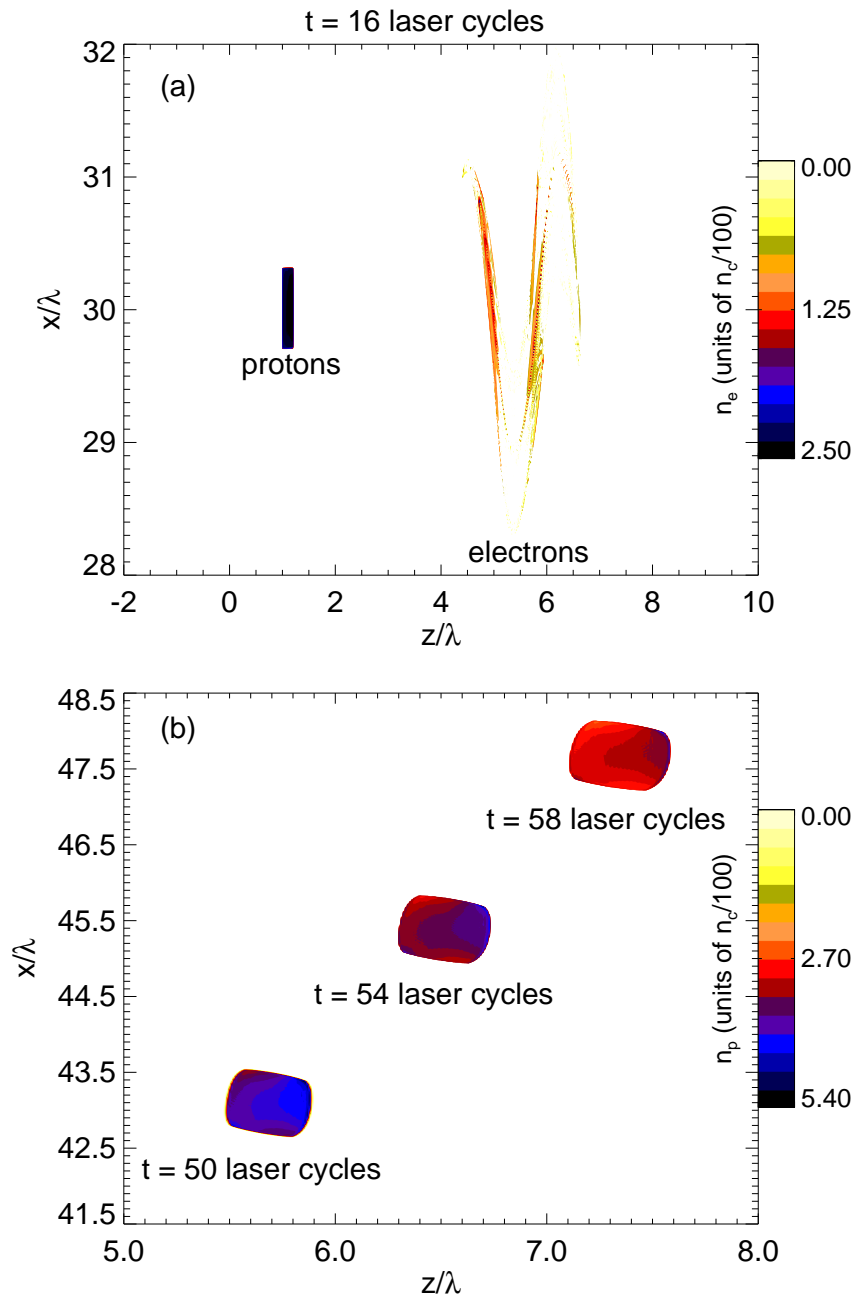 t = 16 laser cycles
(a)
32
31
30
29
28
x/λ
protons
electrons
-2 0 2 4 6 8 10
z/λ
0.00
1.25
2.50
n_e (units of n_c/100)
(b)
48.5
47.5
46.5
45.5
44.5
43.5
42.5
41.5
x/λ
t = 58 laser cycles
t = 54 laser cycles
t = 50 laser cycles
5.0 6.0 7.0 8.0
z/λ
0.00
2.70
5.40
n_p (units of n_c/100)